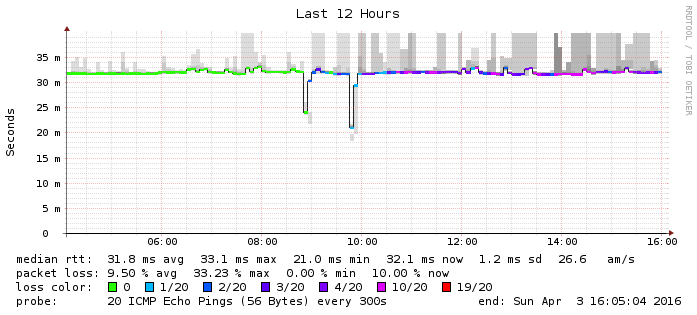 Last 12 Hours
RRDTOOL / TOBI OETIKER
Seconds
35 m
30 m
25 m
20 m
15 m
10 m
5 m
0
06:00 08:00 10:00 12:00 14:00 16:00
median rtt: 31.8 ms avg 33.1 ms max 21.0 ms min 32.1 ms now 1.2 ms sd 26.6 am/s
packet loss: 9.50 % avg 33.23 % max 0.00 % min 10.00 % now
loss color: 0 1/20 2/20 3/20 4/20 10/20 19/20
probe: 20 ICMP Echo Pings (56 Bytes) every 300s end: Sun Apr 3 16:05:04 2016